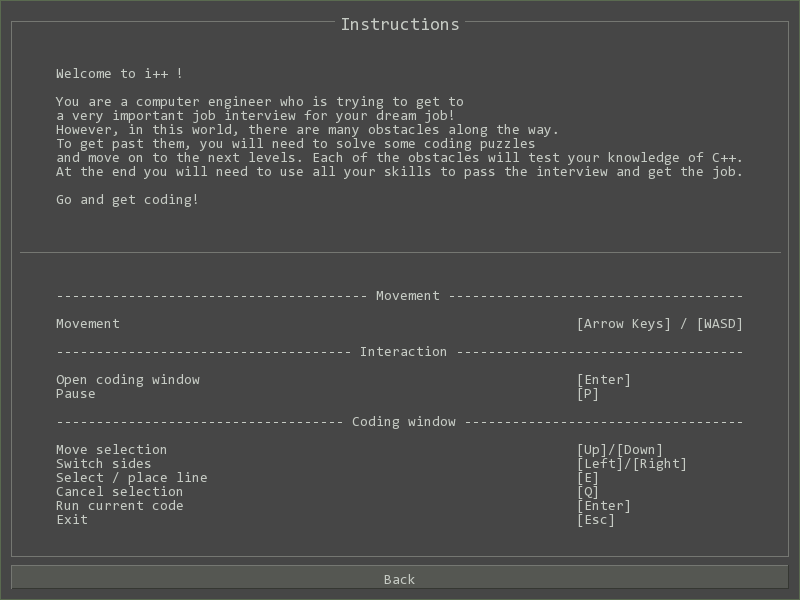 Instructions
Welcome to i++ !
You are a computer engineer who is trying to get to
a very important job interview for your dream job!
However, in this world, there are many obstacles along the way.
To get past them, you will need to solve some coding puzzles
and move on to the next levels. Each of the obstacles will test your knowledge of C++.
At the end you will need to use all your skills to pass the interview and get the job.
Go and get coding!
--------------------------------------- Movement -------------------------------------
Movement [Arrow Keys] / [WASD]
------------------------------------- Interaction ------------------------------------
Open coding window [Enter]
Pause [P]
------------------------------------ Coding window -----------------------------------
Move selection [Up]/[Down]
Switch sides [Left]/[Right]
Select / place line [E]
Cancel selection [Q]
Run current code [Enter]
Exit [Esc]
Back